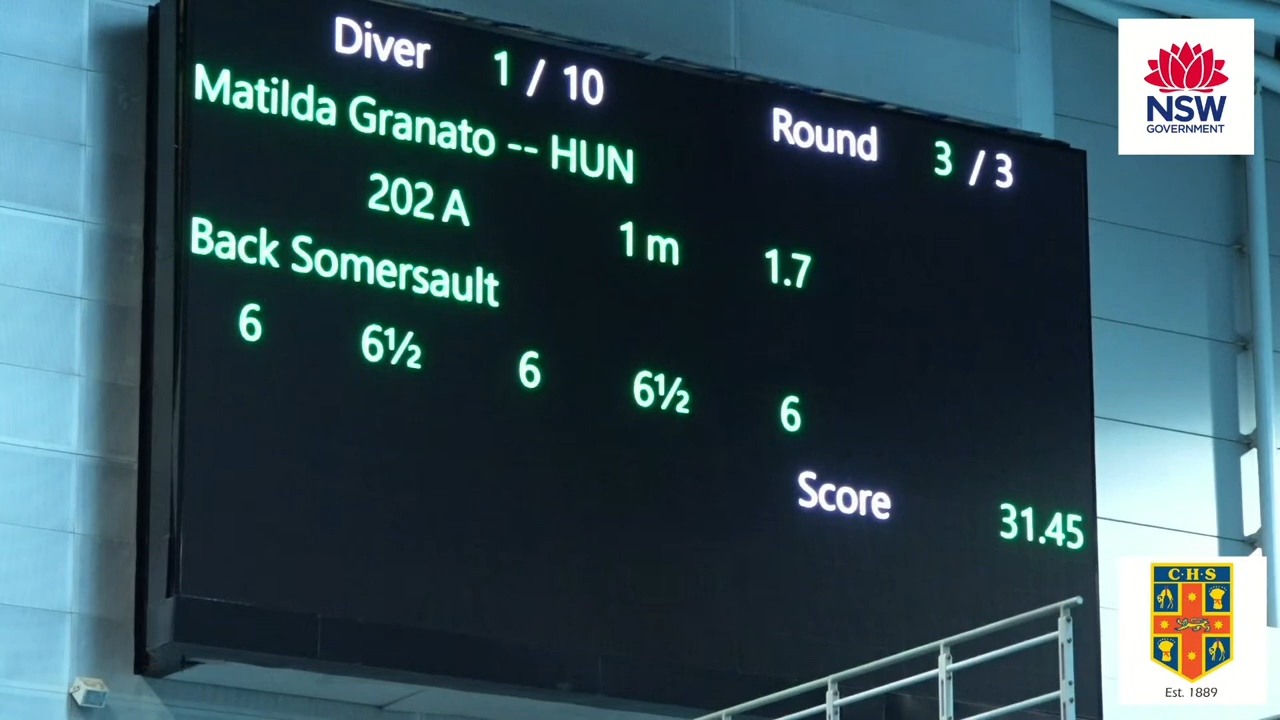 Diver 1 / 10
Matilda Granato -- HUN
Round 3 / 3
202 A 1 m 1.7
Back Somersault
6 6½ 6 6½ 6
Score 31.45
NSW
GOVERNMENT
C·H·S
Est. 1889